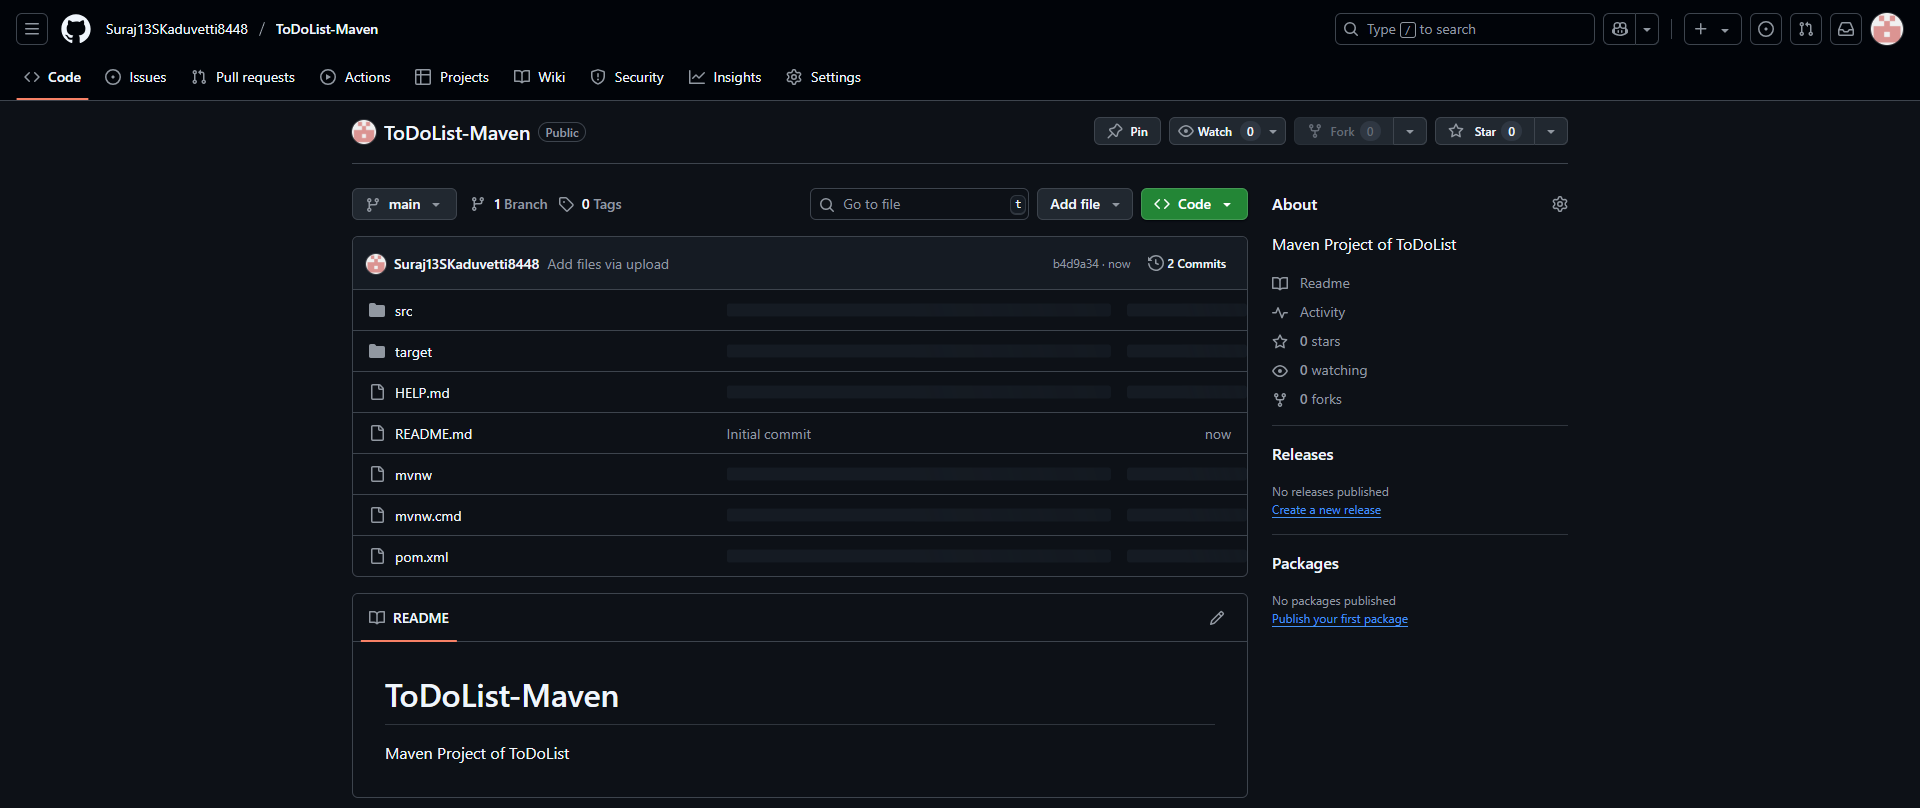 Suraj13SKaduvetti8448 / ToDoList-Maven
Type / to search
Code Issues Pull requests Actions Projects Wiki Security Insights Settings
ToDoList-Maven Public
Pin Watch 0 Fork 0 Star 0
main 1 Branch 0 Tags
Go to file t Add file Code
Suraj13SKaduvetti8448 Add files via upload b4d9a34 · now 2 Commits
src
target
HELP.md
README.md Initial commit now
mvnw
mvnw.cmd
pom.xml
README
ToDoList-Maven
Maven Project of ToDoList
About
Maven Project of ToDoList
Readme
Activity
0 stars
0 watching
0 forks
Releases
No releases published
Create a new release
Packages
No packages published
Publish your first package